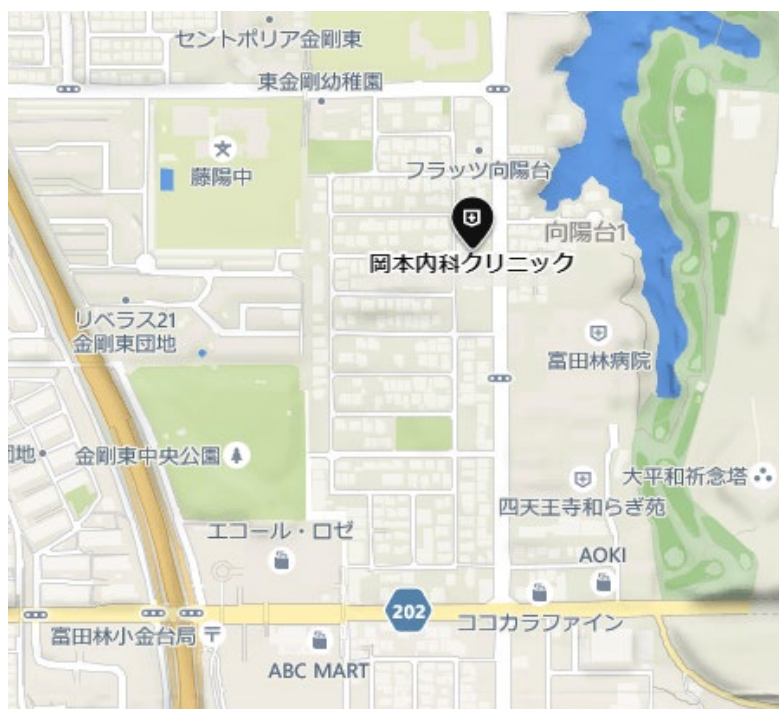 セントポリア金剛東
東金剛幼稚園
藤陽中
フラッツ向陽台
向陽台1
岡本内科クリニック
リベラス21
金剛東団地
富田林病院
団地
金剛東中央公園
大平和祈念塔
四天王寺和らぎ苑
エコール・ロゼ
AOKI
202
ココカラファイン
富田林小金台局
ABC MART